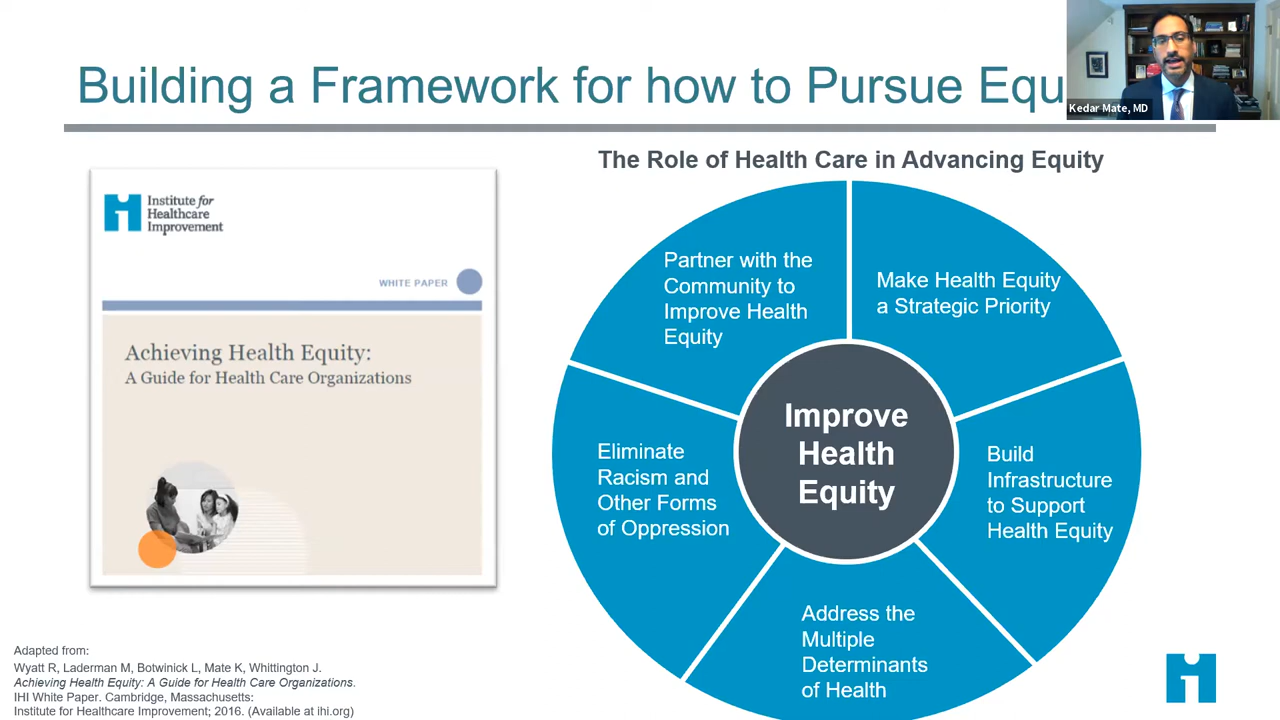 Building a Framework for how to Pursue Equ
Kedar Mate, MD
Institute for
Healthcare
Improvement
WHITE PAPER
Achieving Health Equity:
A Guide for Health Care Organizations
The Role of Health Care in Advancing Equity
Partner with the
Community to
Improve Health
Equity
Make Health Equity
a Strategic Priority
Eliminate
Racism and
Other Forms
of Oppression
Improve
Health
Equity
Build
Infrastructure
to Support
Health Equity
Address the
Multiple
Determinants
of Health
Adapted from:
Wyatt R, Laderman M, Botwinick L, Mate K, Whittington J.
Achieving Health Equity: A Guide for Health Care Organizations.
IHI White Paper. Cambridge, Massachusetts:
Institute for Healthcare Improvement; 2016. (Available at ihi.org)